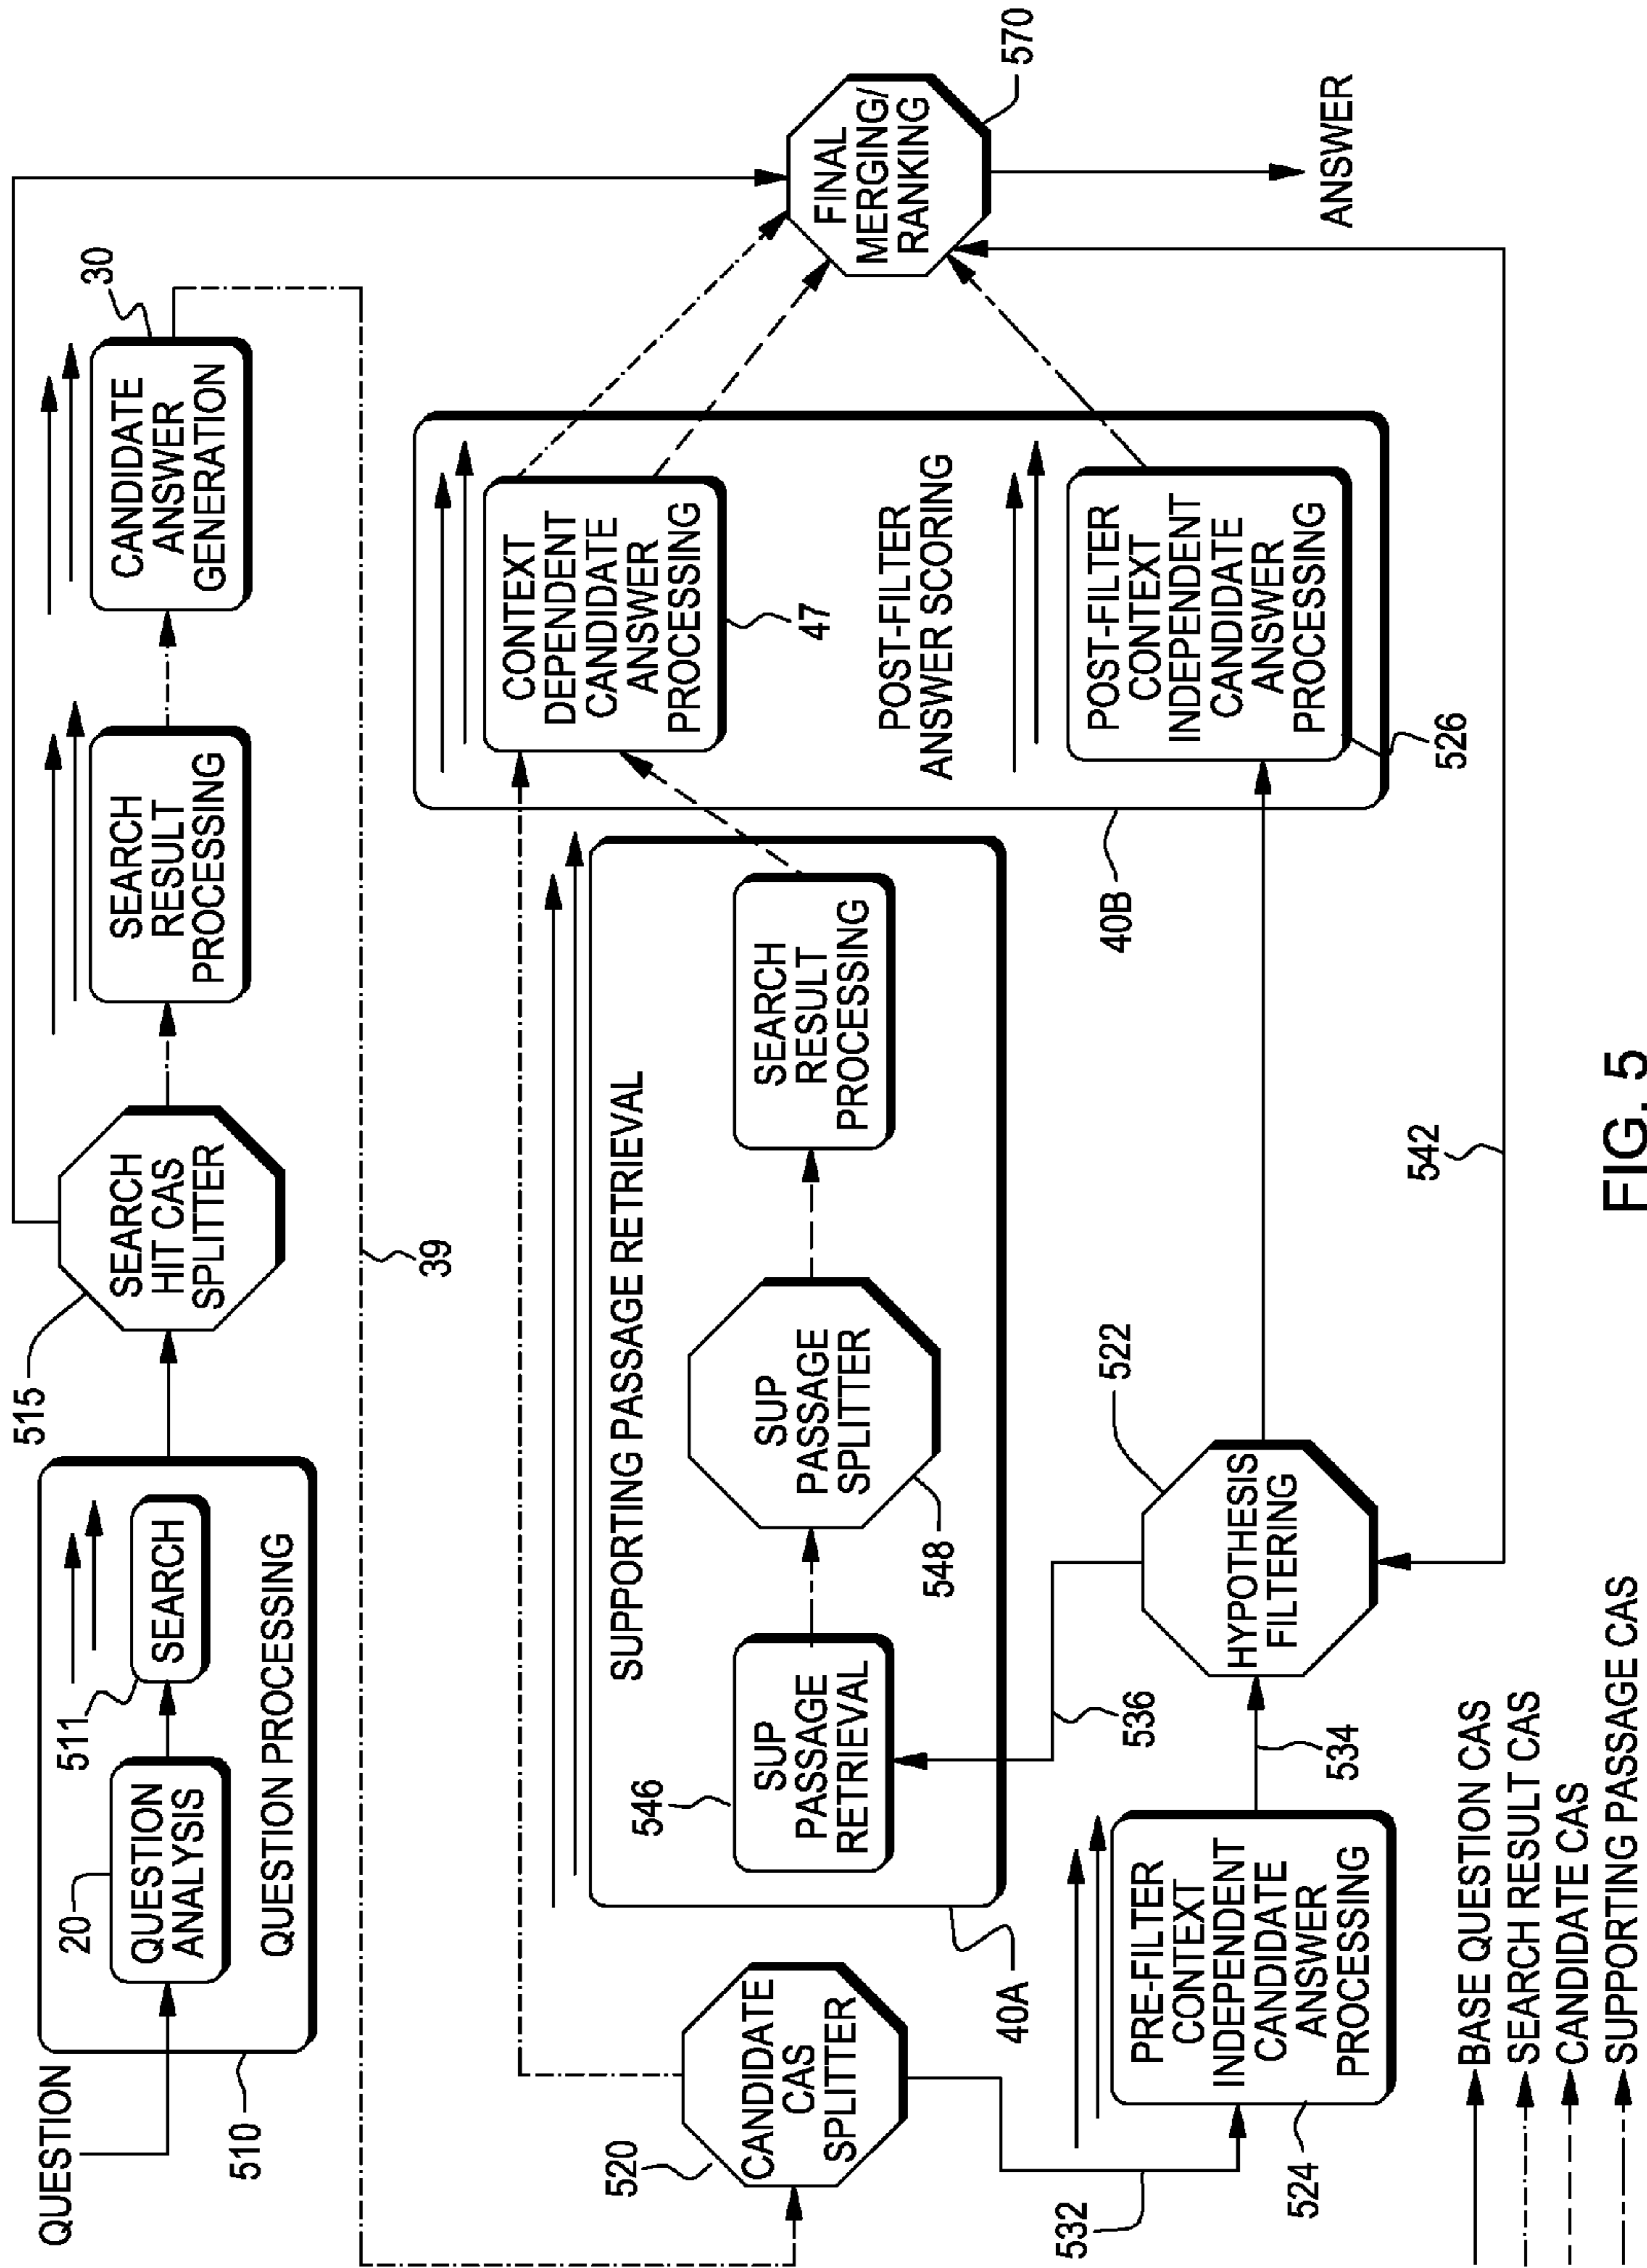 QUESTION
510
20
QUESTION
ANALYSIS
511
SEARCH
QUESTION PROCESSING
515
SEARCH
HIT CAS
SPLITTER
SEARCH
RESULT
PROCESSING
30
CANDIDATE
ANSWER
GENERATION
39
520
CANDIDATE
CAS
SPLITTER
532
40A
SUPPORTING PASSAGE RETRIEVAL
546
SUP
PASSAGE
RETRIEVAL
548
SUP
PASSAGE
SPLITTER
SEARCH
RESULT
PROCESSING
40B
CONTEXT
DEPENDENT
CANDIDATE
ANSWER
PROCESSING
47
POST-FILTER
ANSWER SCORING
POST-FILTER
CONTEXT
INDEPENDENT
CANDIDATE
ANSWER
PROCESSING
526
FINAL
MERGING/
RANKING
570
ANSWER
524
PRE-FILTER
CONTEXT
INDEPENDENT
CANDIDATE
ANSWER
PROCESSING
534
536
522
HYPOTHESIS
FILTERING
542
BASE QUESTION CAS
SEARCH RESULT CAS
CANDIDATE CAS
SUPPORTING PASSAGE CAS
FIG. 5